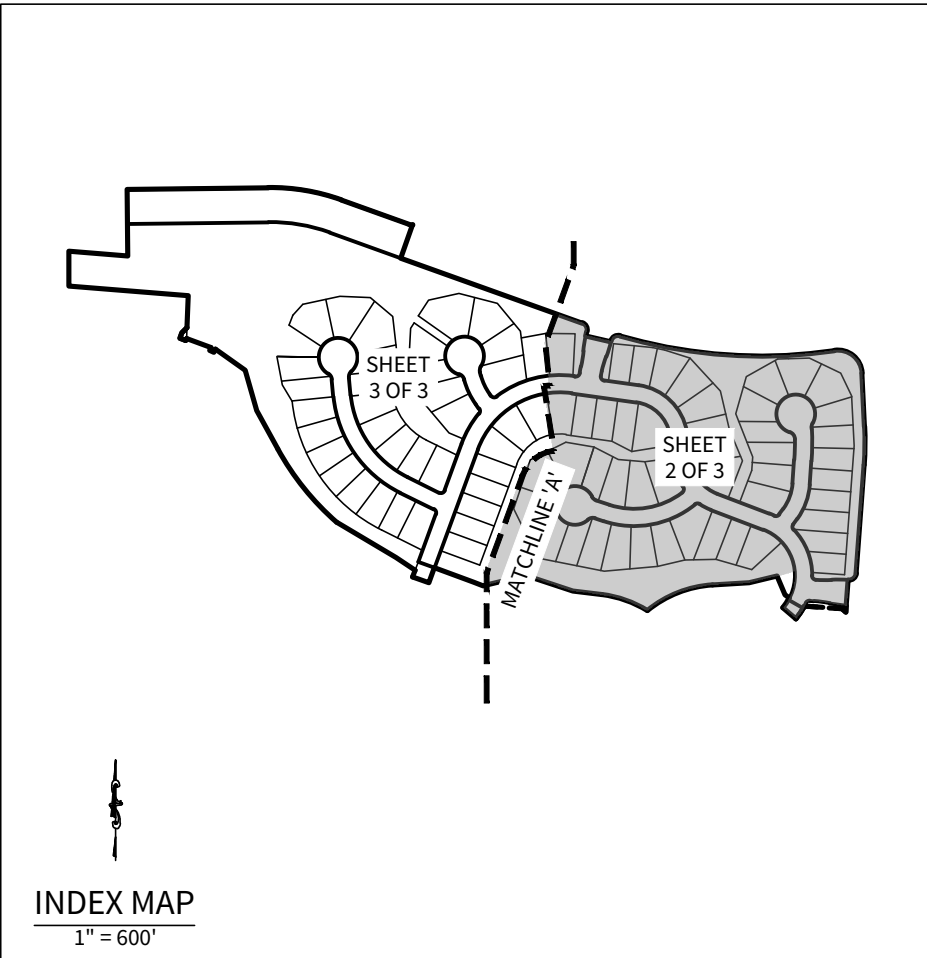 SHEET
3 OF 3
SHEET
2 OF 3
MATCHLINE 'A'
INDEX MAP
1" = 600'